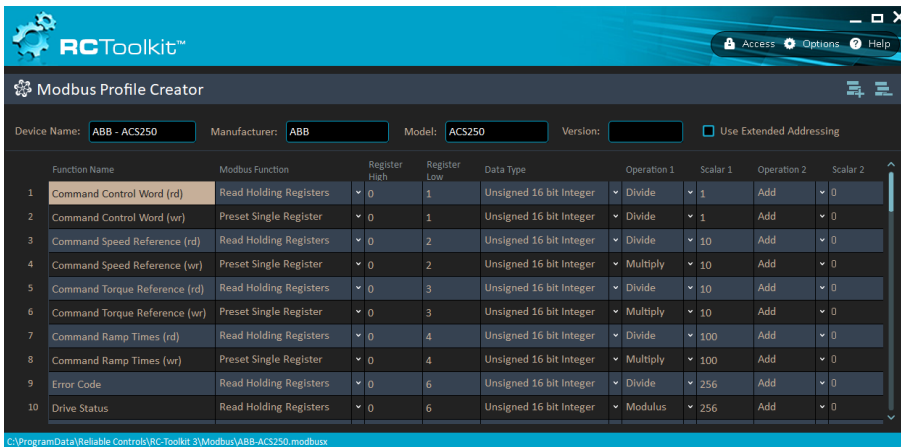 RCToolkit™
Access Options Help
Modbus Profile Creator
Device Name: ABB - ACS250 Manufacturer: ABB Model: ACS250 Version: Use Extended Addressing
Function Name Modbus Function Register High Register Low Data Type Operation 1 Scalar 1 Operation 2 Scalar 2
1 Command Control Word (rd) Read Holding Registers 0 1 Unsigned 16 bit Integer Divide 1 Add 0
2 Command Control Word (wr) Preset Single Register 0 1 Unsigned 16 bit Integer Divide 1 Add 0
3 Command Speed Reference (rd) Read Holding Registers 0 2 Unsigned 16 bit Integer Divide 10 Add 0
4 Command Speed Reference (wr) Preset Single Register 0 2 Unsigned 16 bit Integer Multiply 10 Add 0
5 Command Torque Reference (rd) Read Holding Registers 0 3 Unsigned 16 bit Integer Divide 10 Add 0
6 Command Torque Reference (wr) Preset Single Register 0 3 Unsigned 16 bit Integer Multiply 10 Add 0
7 Command Ramp Times (rd) Read Holding Registers 0 4 Unsigned 16 bit Integer Divide 100 Add 0
8 Command Ramp Times (wr) Preset Single Register 0 4 Unsigned 16 bit Integer Multiply 100 Add 0
9 Error Code Read Holding Registers 0 6 Unsigned 16 bit Integer Divide 256 Add 0
10 Drive Status Read Holding Registers 0 6 Unsigned 16 bit Integer Modulus 256 Add 0
C:\ProgramData\Reliable Controls\RC-Toolkit 3\Modbus\ABB-ACS250.modbusx